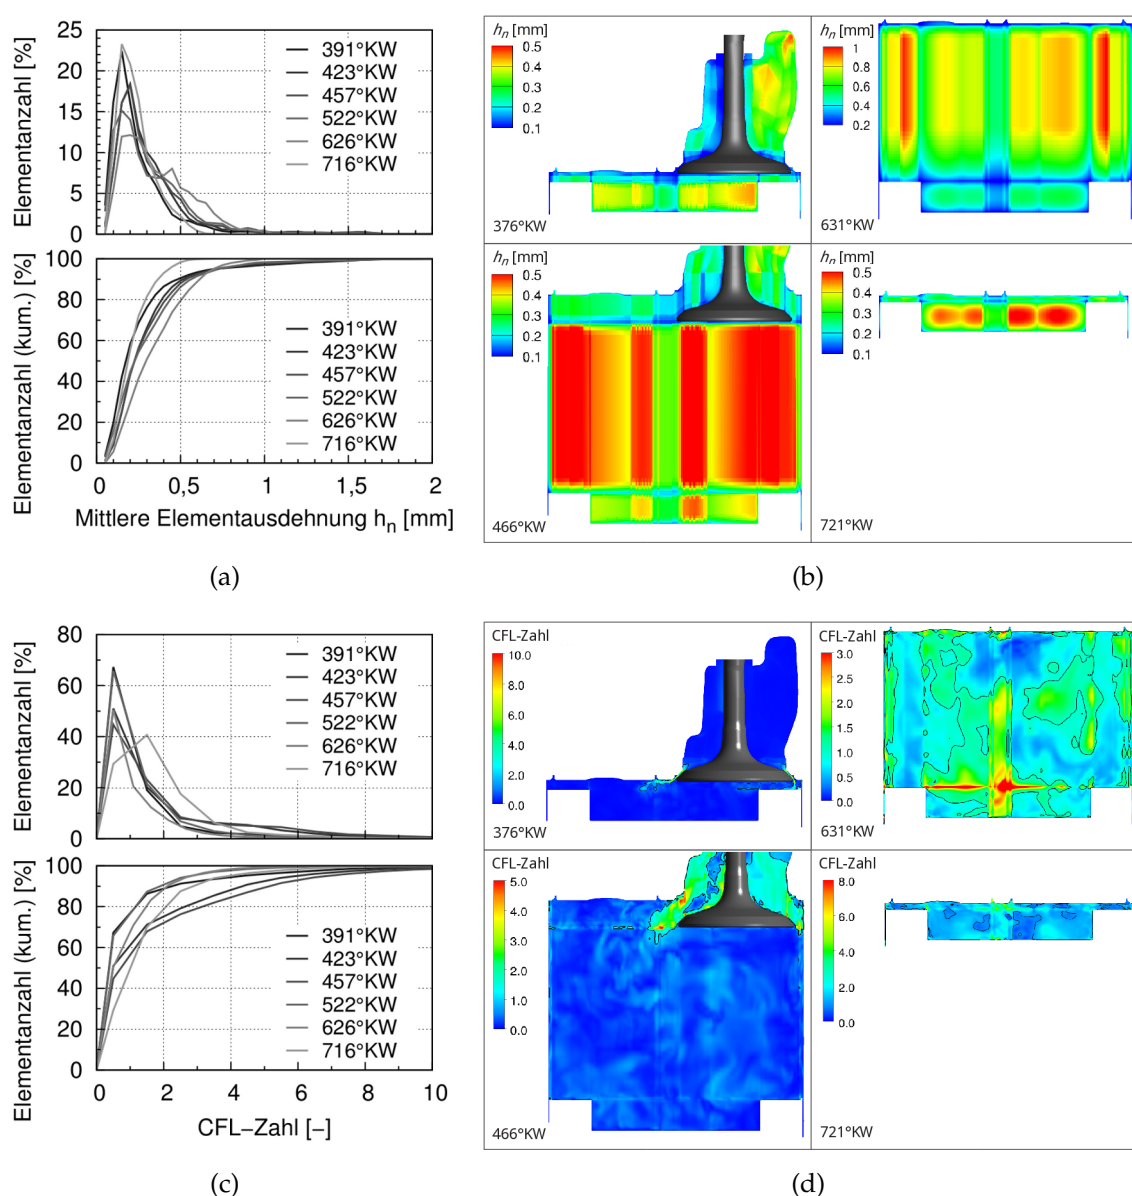 25
20
15
10
5
0
Elementanzahl [%]
391°KW
423°KW
457°KW
522°KW
626°KW
716°KW
100
80
60
40
20
0
Elementanzahl (kum.) [%]
391°KW
423°KW
457°KW
522°KW
626°KW
716°KW
0 0,5 1 1,5 2
Mittlere Elementausdehnung hn [mm]
(a)
hn [mm]
0.5
0.4
0.3
0.2
0.1
376°KW
hn [mm]
1
0.8
0.6
0.4
0.2
631°KW
hn [mm]
0.5
0.4
0.3
0.2
0.1
466°KW
hn [mm]
0.5
0.4
0.3
0.2
0.1
721°KW
(b)
80
60
40
20
0
Elementanzahl [%]
391°KW
423°KW
457°KW
522°KW
626°KW
716°KW
100
80
60
40
20
0
Elementanzahl (kum.) [%]
391°KW
423°KW
457°KW
522°KW
626°KW
716°KW
0 2 4 6 8 10
CFL−Zahl [−]
(c)
CFL-Zahl
10.0
8.0
6.0
4.0
2.0
0.0
376°KW
CFL-Zahl
3.0
2.5
2.0
1.5
1.0
0.5
0.0
631°KW
CFL-Zahl
5.0
4.0
3.0
2.0
1.0
0.0
466°KW
CFL-Zahl
8.0
6.0
4.0
2.0
0.0
721°KW
(d)